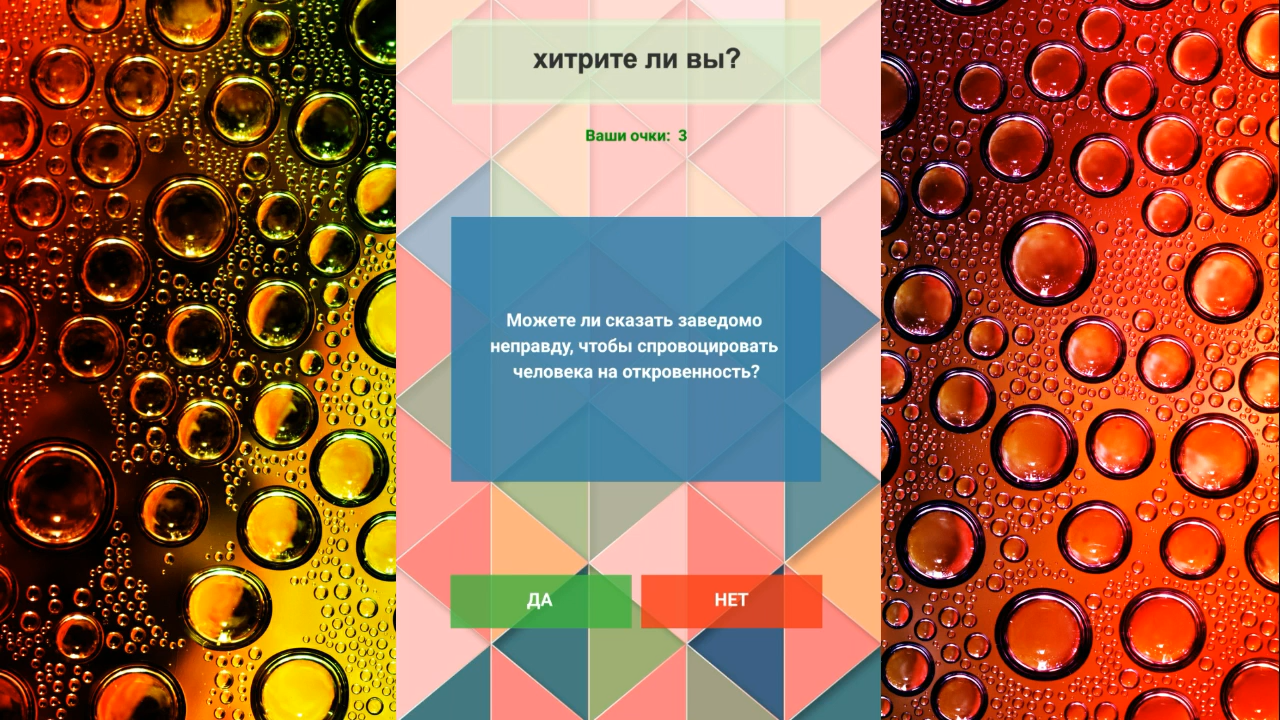 хитрите ли вы?
Ваши очки: 3
Можете ли сказать заведомо
неправду, чтобы спровоцировать
человека на откровенность?
ДА
НЕТ